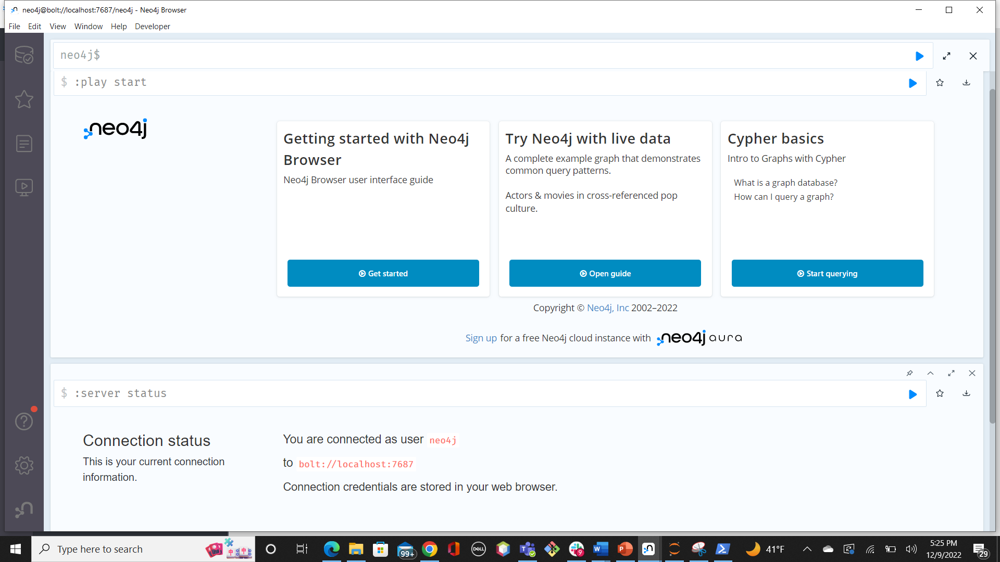 neo4j@bolt://localhost:7687/neo4j - Neo4j Browser
File Edit View Window Help Developer
neo4j$
$ :play start
neo4j
Getting started with Neo4j
Browser
Neo4j Browser user interface guide
Get started
Try Neo4j with live data
A complete example graph that demonstrates
common query patterns.
Actors & movies in cross-referenced pop
culture.
Open guide
Cypher basics
Intro to Graphs with Cypher
What is a graph database?
How can I query a graph?
Start querying
Copyright © Neo4j, Inc 2002–2022
Sign up for a free Neo4j cloud instance with neo4j aura
$ :server status
Connection status
This is your current connection
information.
You are connected as user neo4j
to bolt://localhost:7687
Connection credentials are stored in your web browser.
Type here to search
99+
DELL
9
41°F
5:25 PM
12/9/2022
29